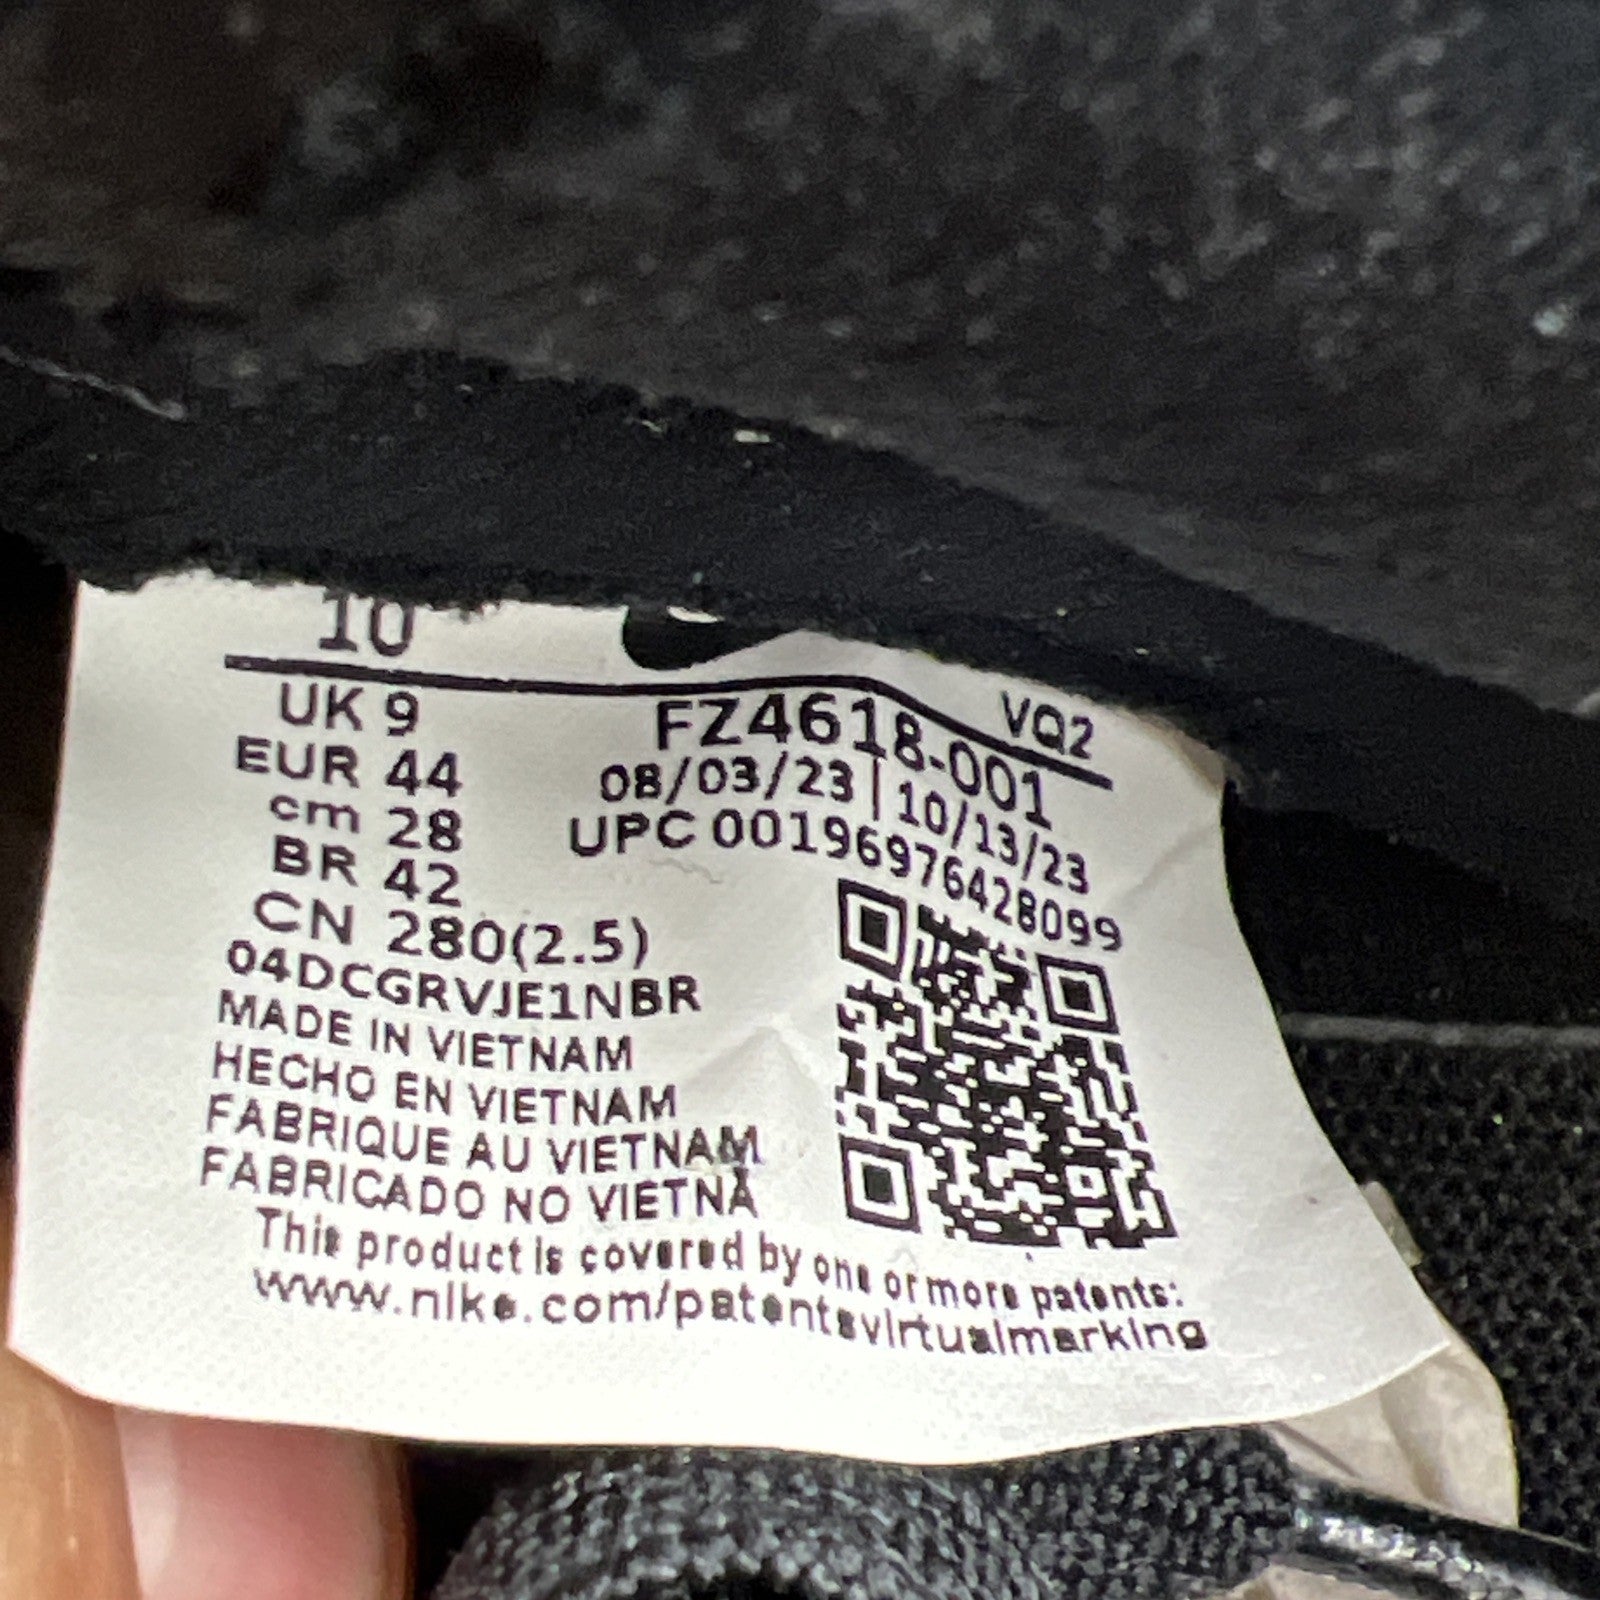 10
UK 9
EUR 44
cm 28
BR 42
CN 280(2.5)
04DCGRVJE1NBR
MADE IN VIETNAM
HECHO EN VIETNAM
FABRIQUE AU VIETNAM
FABRICADO NO VIETNÃ
VQ2
FZ4618-001
08/03/23 | 10/13/23
UPC 00196976428099
This product is covered by one or more patents:
www.nike.com/patentsvirtualmarking